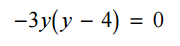 −3y(y − 4) = 0